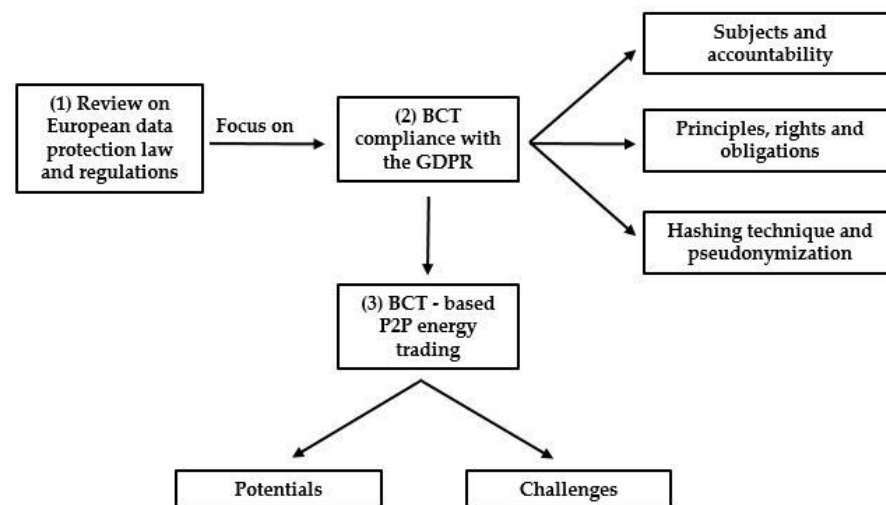 Subjects and
accountability
(1) Review on
European data
protection law
and regulations
Focus on
(2) BCT
compliance with
the GDPR
Principles, rights and
obligations
Hashing technique and
pseudonymization
(3) BCT - based
P2P energy
trading
Potentials
Challenges